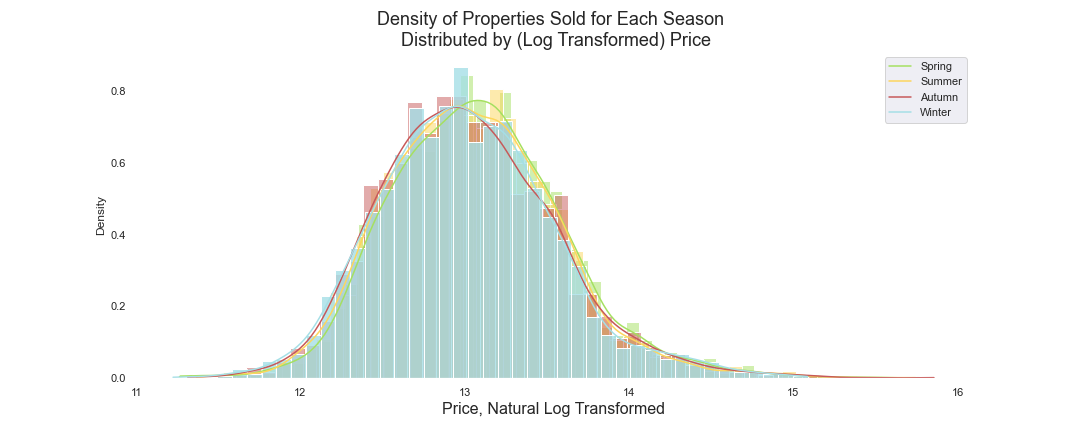 Density of Properties Sold for Each Season
Distributed by (Log Transformed) Price
Spring
Summer
Autumn
Winter
Density
0.8
0.6
0.4
0.2
0.0
11
12
13
14
15
16
Price, Natural Log Transformed